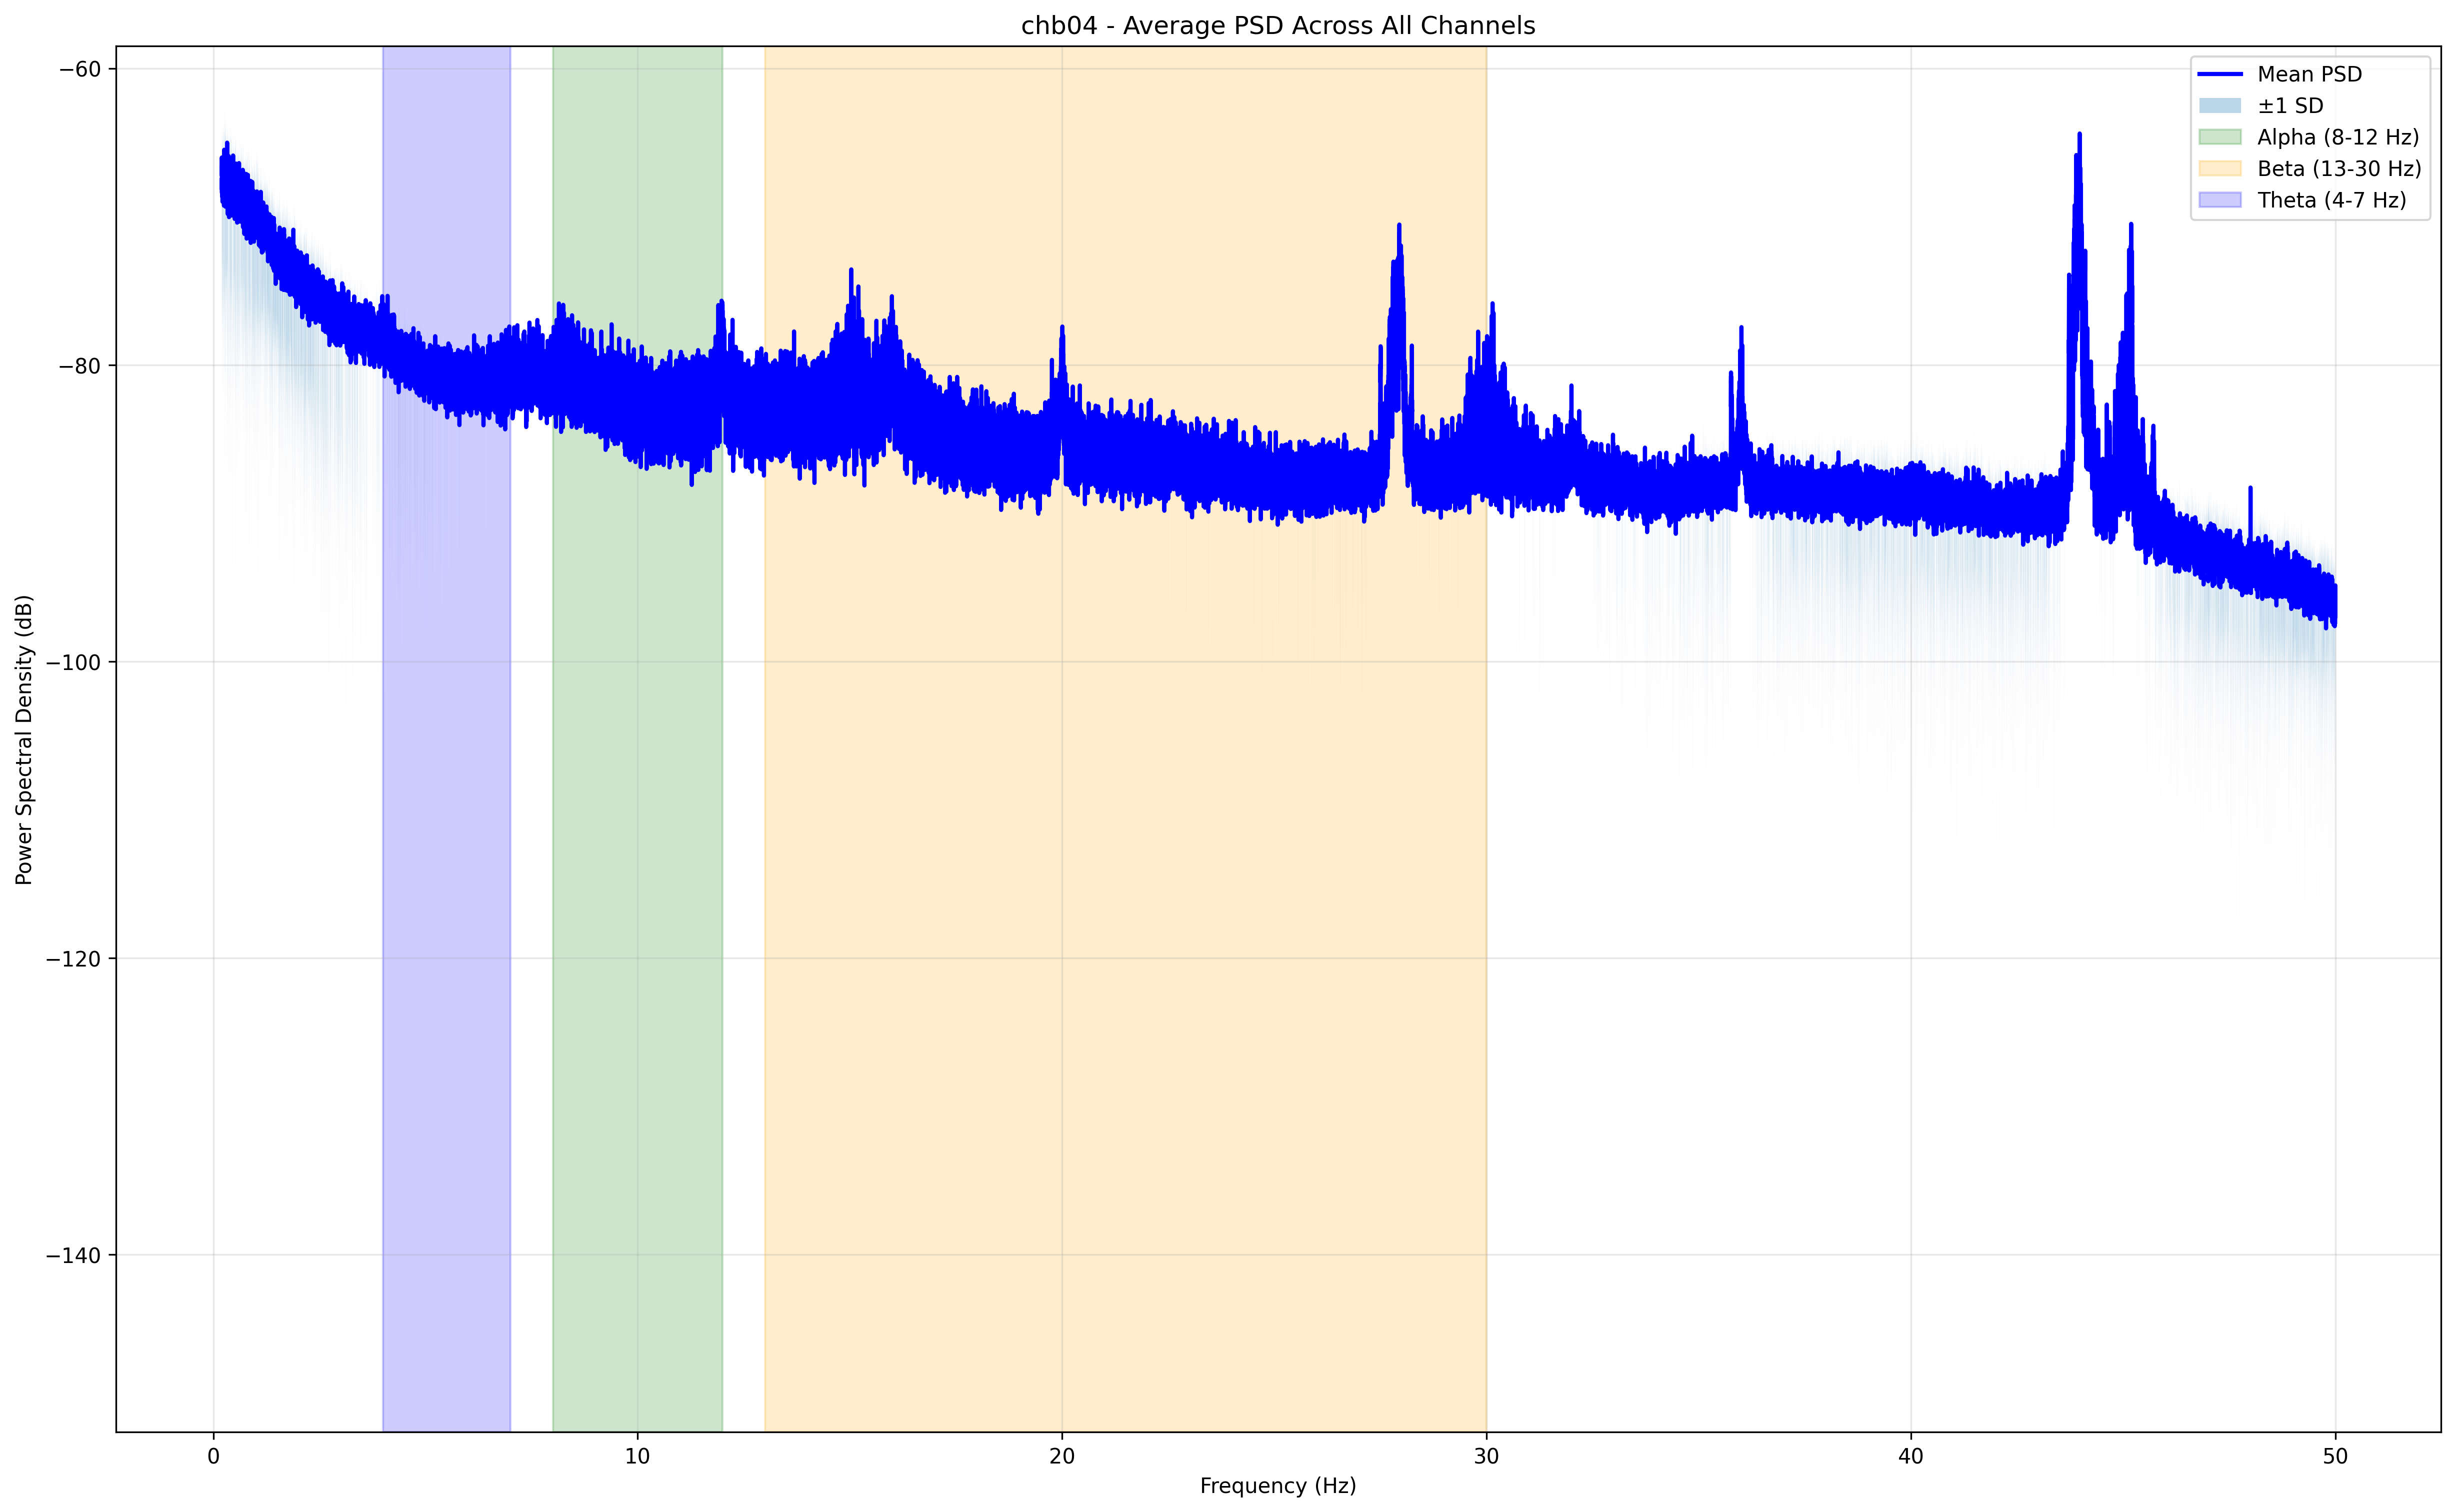 chb04 - Average PSD Across All Channels
Mean PSD
±1 SD
Alpha (8-12 Hz)
Beta (13-30 Hz)
Theta (4-7 Hz)
Power Spectral Density (dB)
−60
−80
−100
−120
−140
0
10
20
30
40
50
Frequency (Hz)